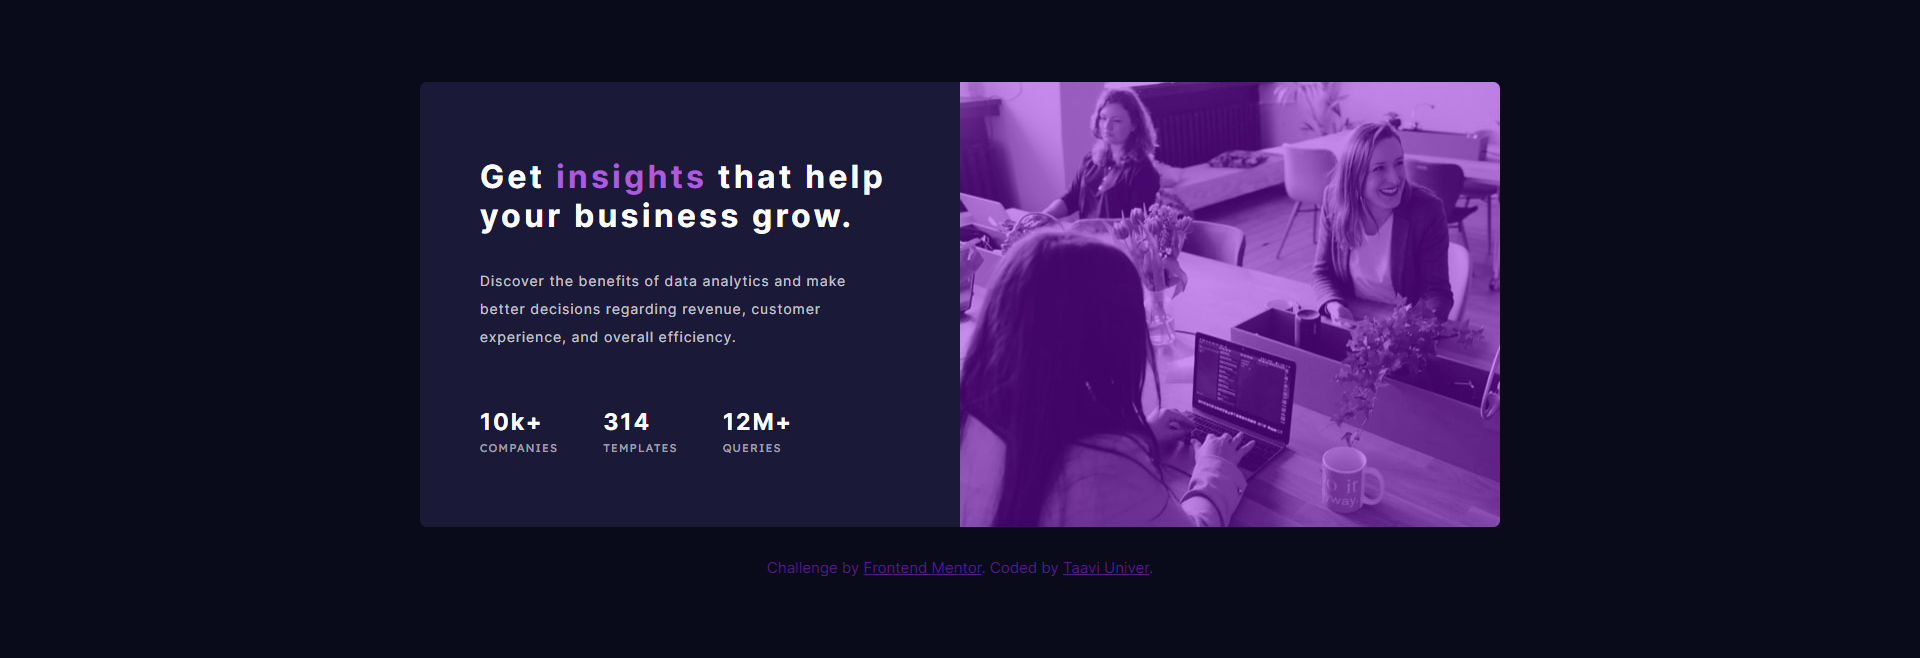 Get insights that help
your business grow.
Discover the benefits of data analytics and make
better decisions regarding revenue, customer
experience, and overall efficiency.
10k+ 314 12M+
COMPANIES TEMPLATES QUERIES
Challenge by Frontend Mentor. Coded by Taavi Univer.